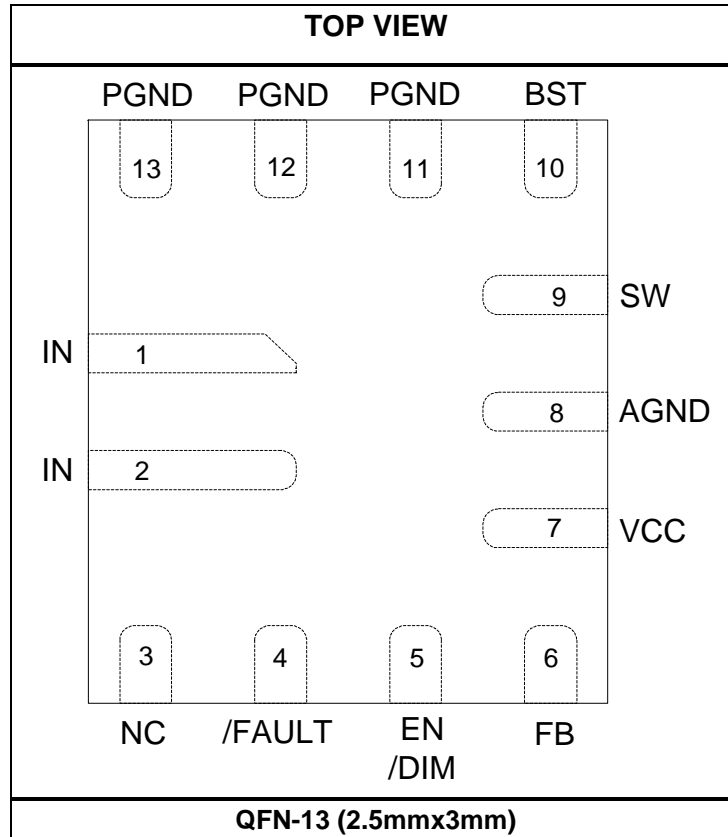 TOP VIEW
PGND PGND PGND BST
13 12 11 10
9 SW
IN 1
8 AGND
IN 2
7 VCC
3 4 5 6
NC /FAULT EN FB
/DIM
QFN-13 (2.5mmx3mm)